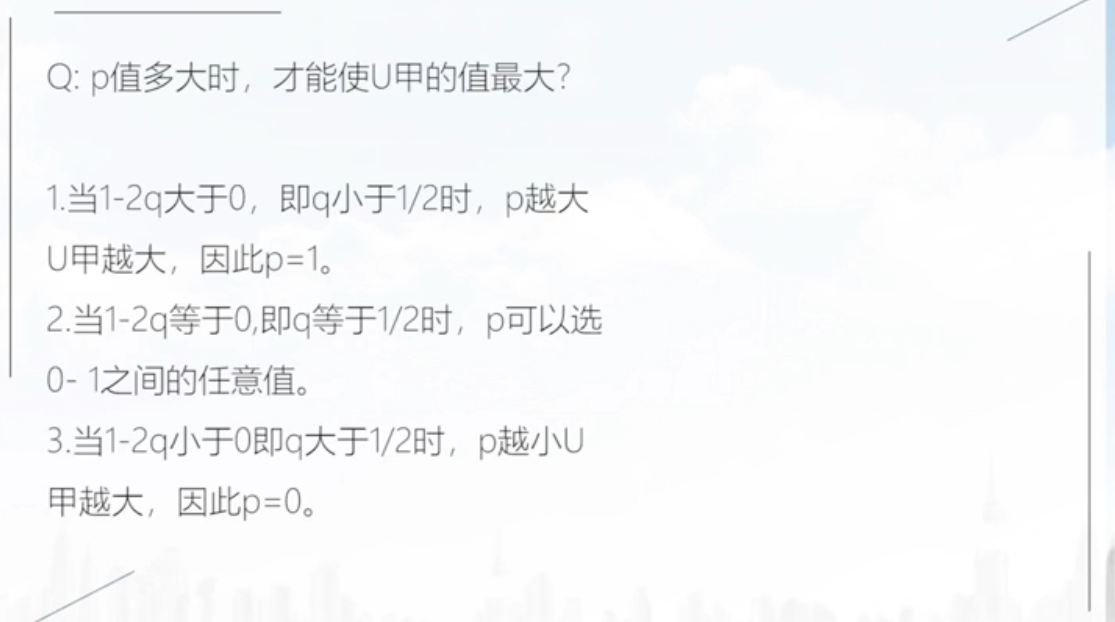 Q: p值多大时，才能使U甲的值最大?
1.当1-2q大于0，即q小于1/2时，p越大
U甲越大，因此p=1。
2.当1-2q等于0,即q等于1/2时，p可以选
0- 1之间的任意值。
3.当1-2q小于0即q大于1/2时，p越小U
甲越大，因此p=0。